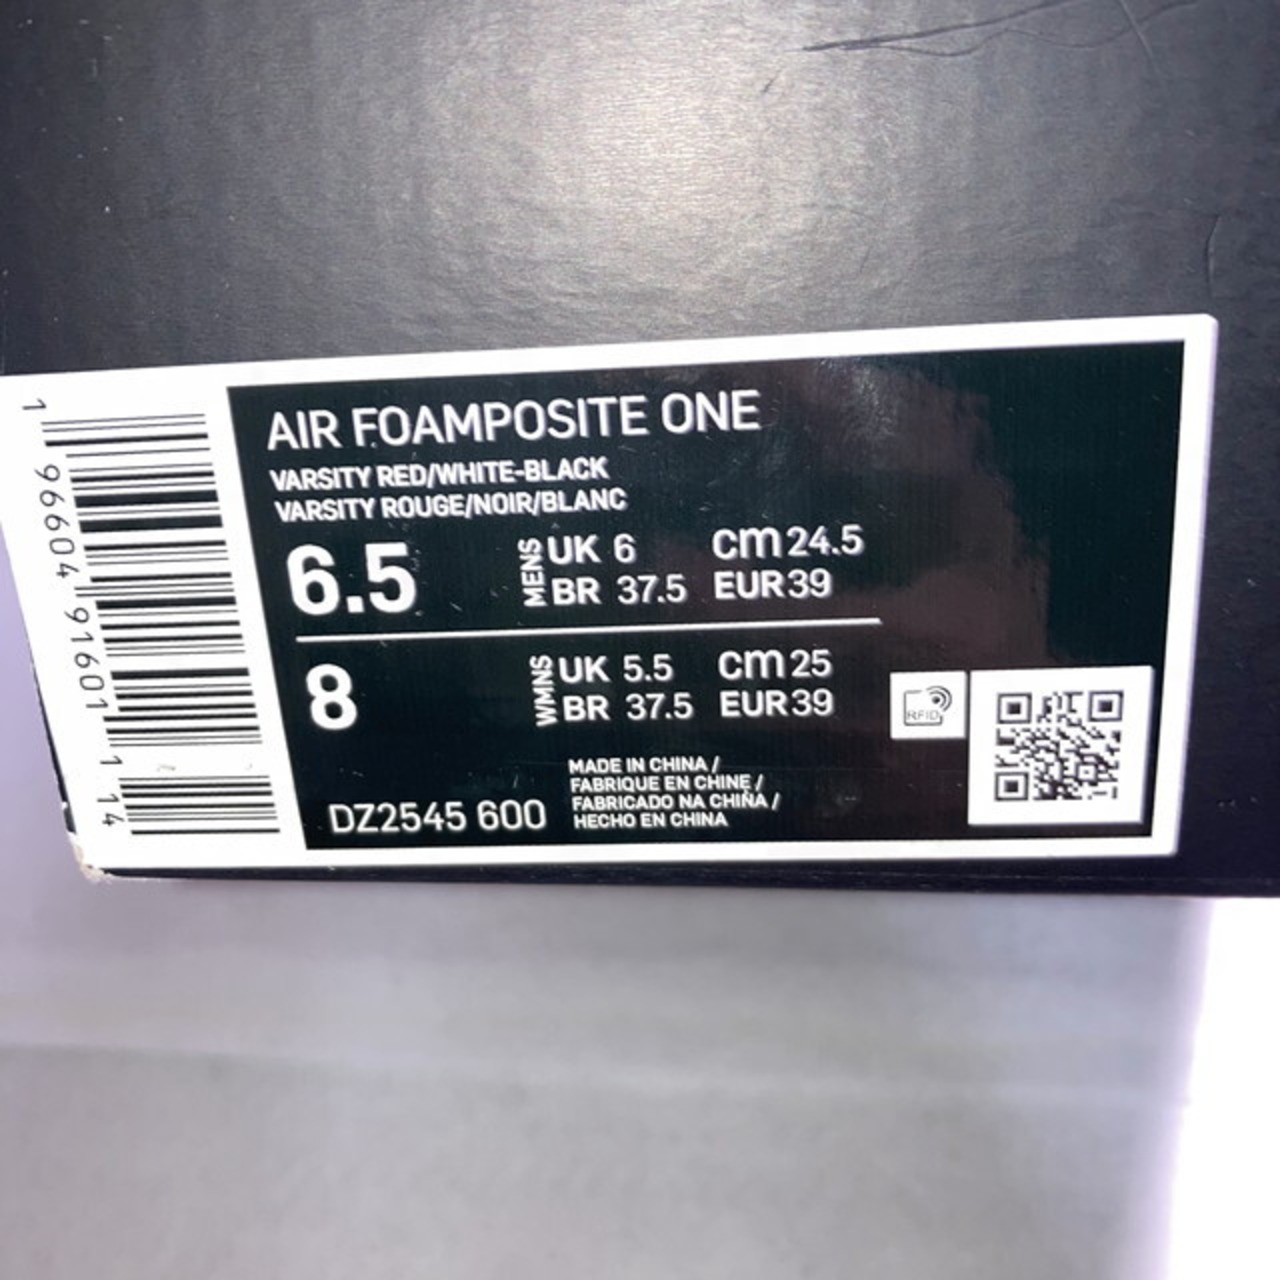 AIR FOAMPOSITE ONE
VARSITY RED/WHITE-BLACK
VARSITY ROUGE/NOIR/BLANC
6.5 MENS UK 6 cm 24.5
BR 37.5 EUR 39
8 WMNS UK 5.5 cm 25
BR 37.5 EUR 39
RFID
MADE IN CHINA /
FABRIQUE EN CHINE /
FABRICADO NA CHINA /
HECHO EN CHINA
DZ2545 600
1 96604 91601 1 14